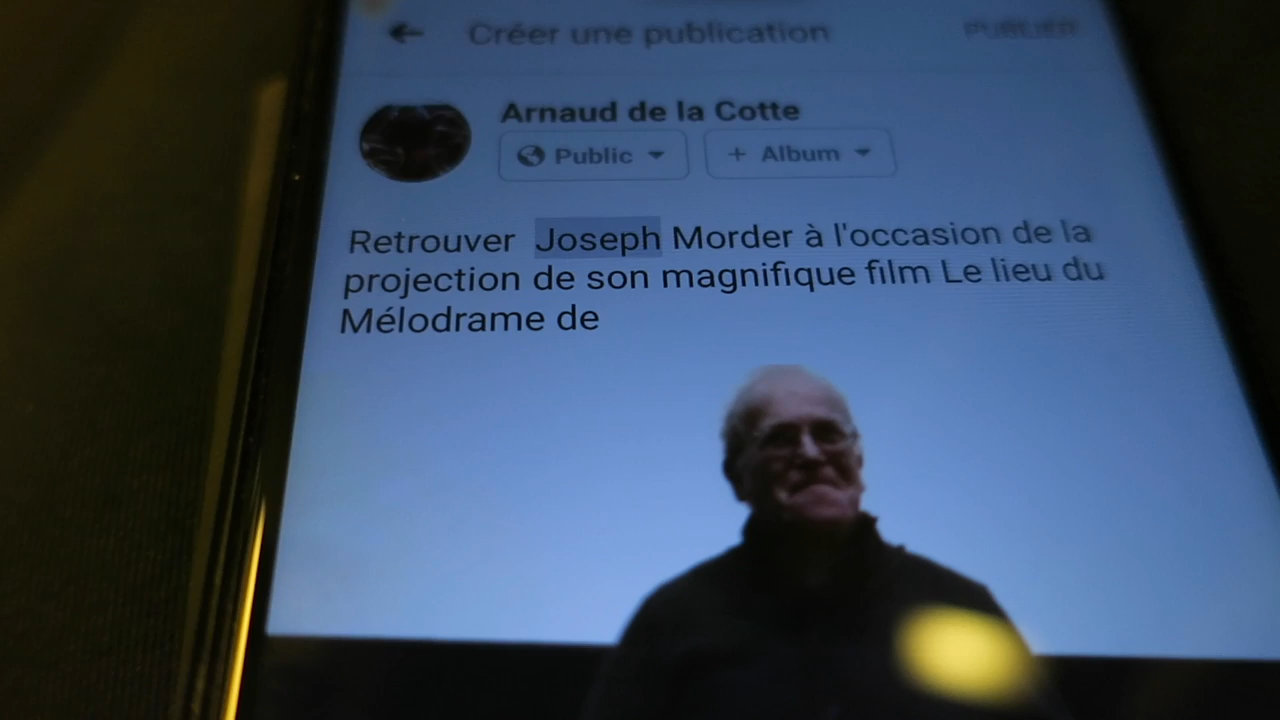 Créer une publication
PUBLIER
Arnaud de la Cotte
Public
+ Album
Retrouver Joseph Morder à l'occasion de la
projection de son magnifique film Le lieu du
Mélodrame de